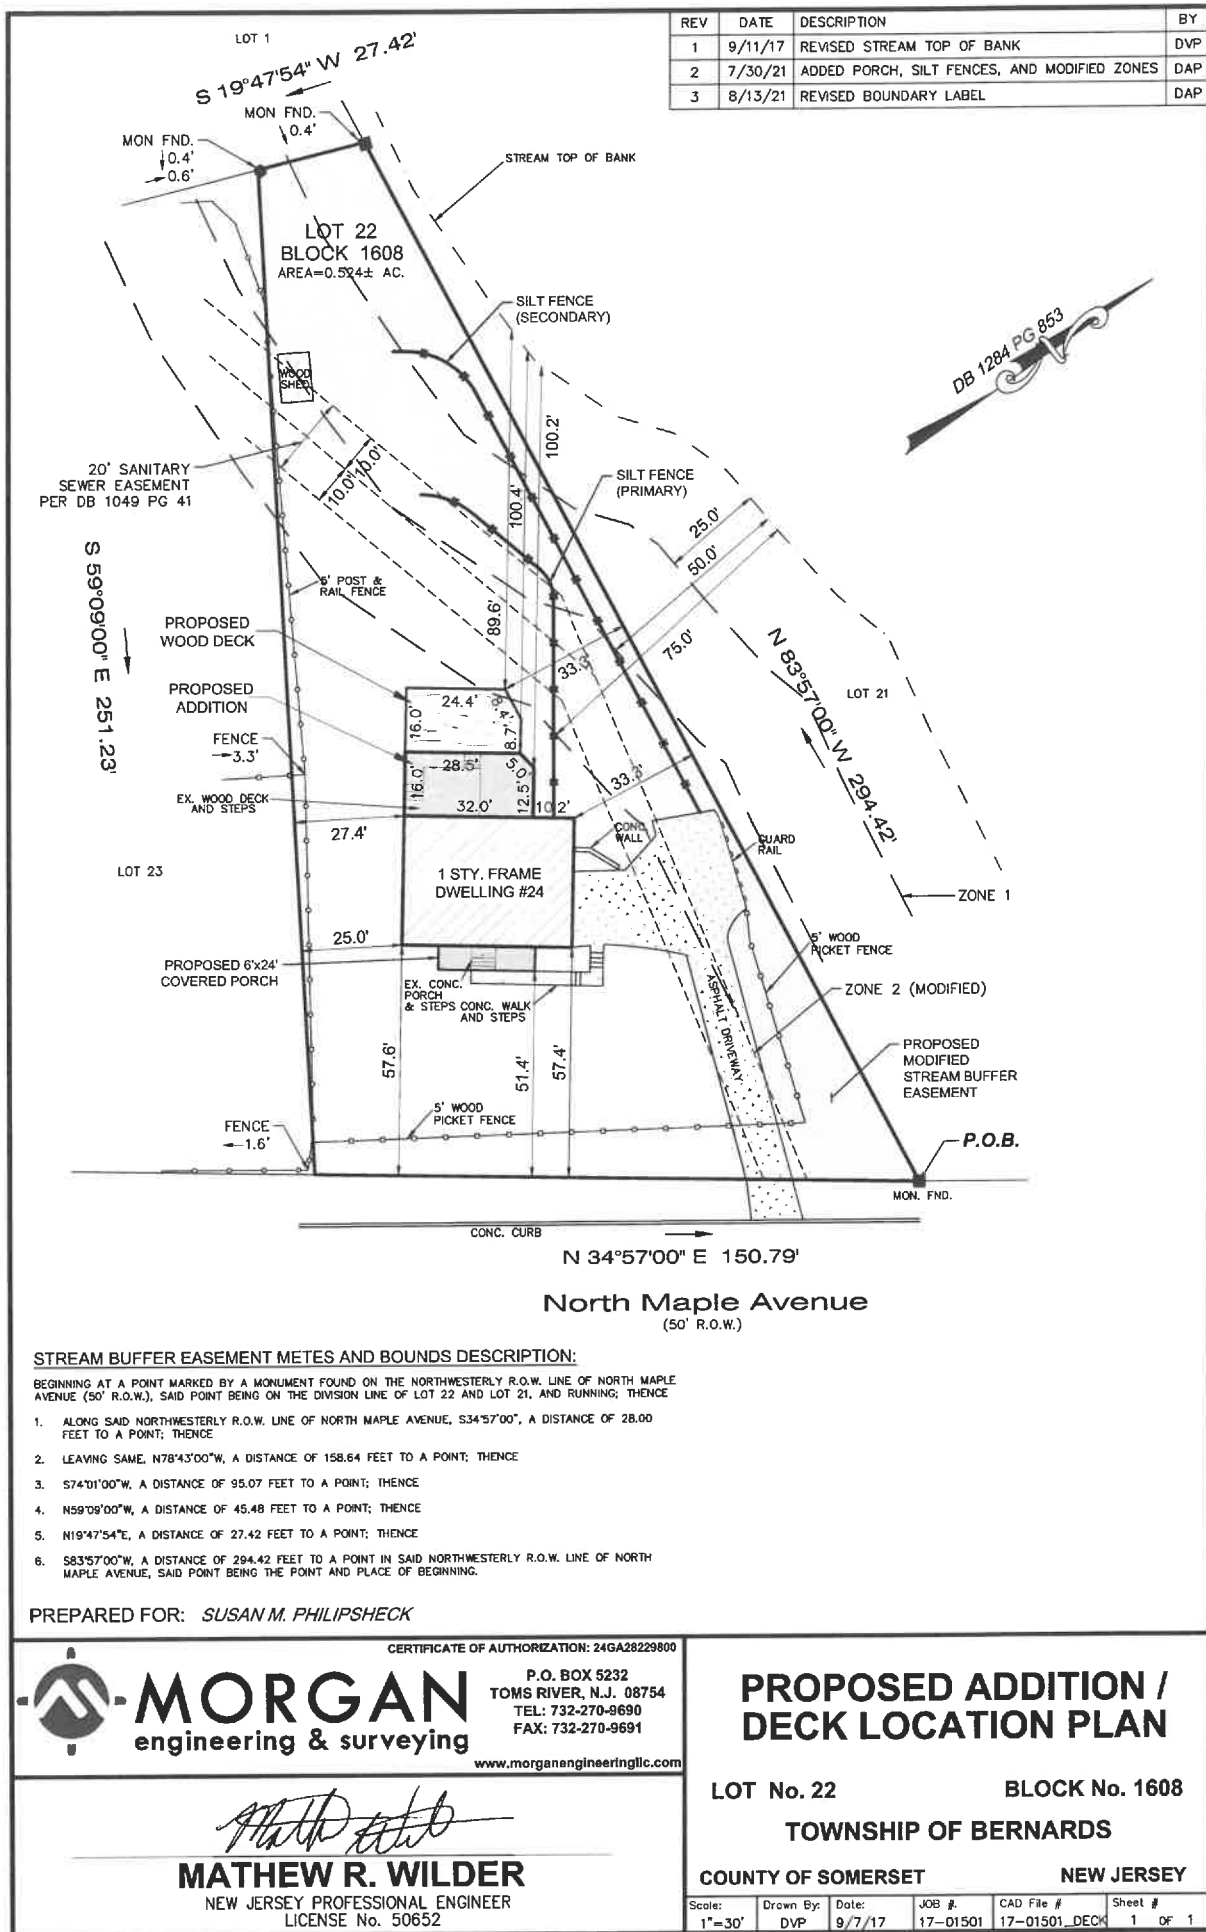 REV DATE DESCRIPTION BY
1 9/11/17 REVISED STREAM TOP OF BANK DVP
2 7/30/21 ADDED PORCH, SILT FENCES, AND MODIFIED ZONES DAP
3 8/13/21 REVISED BOUNDARY LABEL DAP
LOT 1
S 19°47'54" W 27.42'
MON FND.
0.4'
MON FND.
0.4'
0.6'
STREAM TOP OF BANK
LOT 22
BLOCK 1608
AREA=0.524± AC.
SILT FENCE
(SECONDARY)
DB 1284 PG 853
WOOD
SHED
100.2'
100.4'
20' SANITARY
SEWER EASEMENT
PER DB 1049 PG 41
10.0'
10.0'
SILT FENCE
(PRIMARY)
25.0'
50.0'
75.0'
S 59°09'00" E 251.23'
5' POST &
RAIL FENCE
89.6'
PROPOSED
WOOD DECK
33.3'
N 83°57'00" W 294.42'
LOT 21
PROPOSED
ADDITION
24.4'
8.4'
16.0'
8.7'
FENCE
3.3'
28.5'
5.0'
16.0'
12.5'
33.3'
EX. WOOD DECK
AND STEPS
32.0'
10.2'
27.4'
CONC.
WALL
GUARD
RAIL
LOT 23
1 STY. FRAME
DWELLING #24
ZONE 1
25.0'
5' WOOD
PICKET FENCE
PROPOSED 6'x24'
COVERED PORCH
EX. CONC.
PORCH
& STEPS
CONC. WALK
AND STEPS
ZONE 2 (MODIFIED)
ASPHALT DRIVEWAY
57.6'
51.4'
57.4'
PROPOSED
MODIFIED
STREAM BUFFER
EASEMENT
5' WOOD
PICKET FENCE
FENCE
1.6'
P.O.B.
MON. FND.
CONC. CURB
N 34°57'00" E 150.79'
North Maple Avenue
(50' R.O.W.)
STREAM BUFFER EASEMENT METES AND BOUNDS DESCRIPTION:
BEGINNING AT A POINT MARKED BY A MONUMENT FOUND ON THE NORTHWESTERLY R.O.W. LINE OF NORTH MAPLE
AVENUE (50' R.O.W.), SAID POINT BEING ON THE DIVISION LINE OF LOT 22 AND LOT 21, AND RUNNING; THENCE
1. ALONG SAID NORTHWESTERLY R.O.W. LINE OF NORTH MAPLE AVENUE, S34°57'00", A DISTANCE OF 28.00
FEET TO A POINT; THENCE
2. LEAVING SAME, N78°43'00"W, A DISTANCE OF 158.64 FEET TO A POINT; THENCE
3. S74°01'00"W, A DISTANCE OF 95.07 FEET TO A POINT; THENCE
4. N59°09'00"W, A DISTANCE OF 45.48 FEET TO A POINT; THENCE
5. N19°47'54"E, A DISTANCE OF 27.42 FEET TO A POINT; THENCE
6. S83°57'00"W, A DISTANCE OF 294.42 FEET TO A POINT IN SAID NORTHWESTERLY R.O.W. LINE OF NORTH
MAPLE AVENUE, SAID POINT BEING THE POINT AND PLACE OF BEGINNING.
PREPARED FOR: SUSAN M. PHILIPSHECK
CERTIFICATE OF AUTHORIZATION: 24GA28229800
MORGAN
engineering & surveying
P.O. BOX 5232
TOMS RIVER, N.J. 08754
TEL: 732-270-9690
FAX: 732-270-9691
www.morganengineeringllc.com
MATHEW R. WILDER
NEW JERSEY PROFESSIONAL ENGINEER
LICENSE No. 50652
PROPOSED ADDITION /
DECK LOCATION PLAN
LOT No. 22 BLOCK No. 1608
TOWNSHIP OF BERNARDS
COUNTY OF SOMERSET NEW JERSEY
Scale: Drawn By: Date: JOB #: CAD File # Sheet #
1"=30' DVP 9/7/17 17-01501 17-01501_DECK 1 OF 1